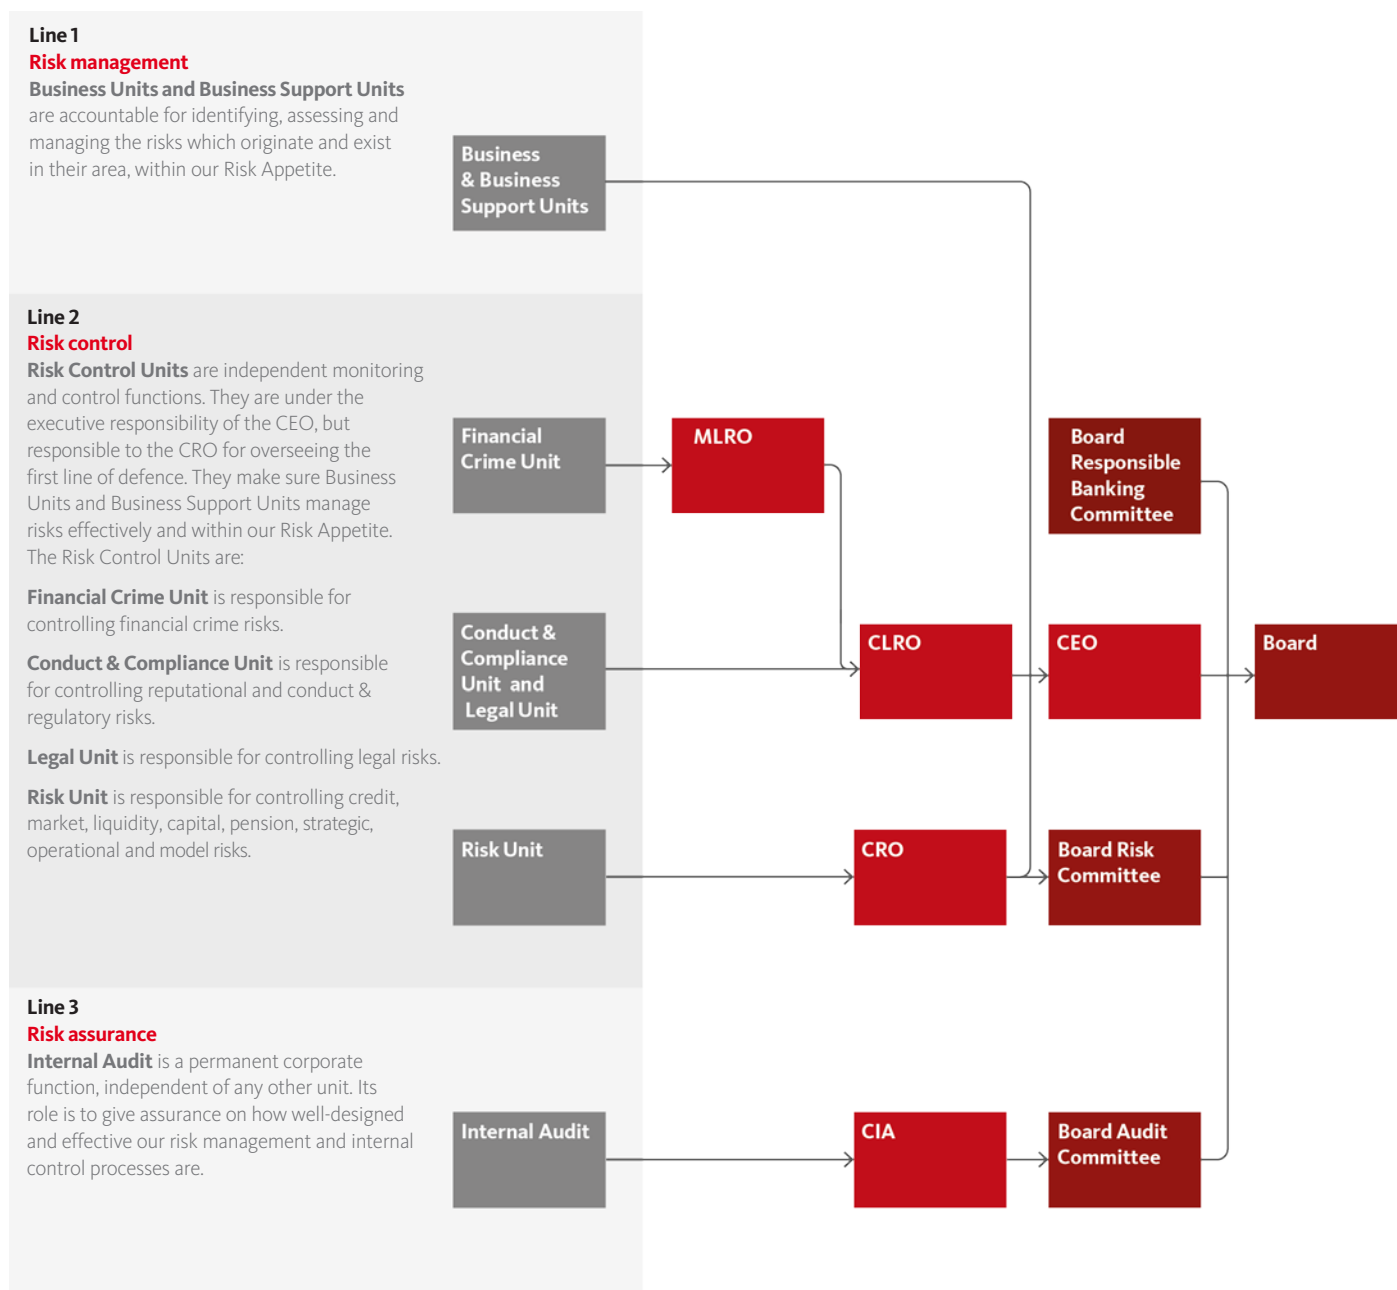 Line 1
Risk management
Business Units and Business Support Units
are accountable for identifying, assessing and
managing the risks which originate and exist
in their area, within our Risk Appetite.
Business
& Business
Support Units
Line 2
Risk control
Risk Control Units are independent monitoring
and control functions. They are under the
executive responsibility of the CEO, but
responsible to the CRO for overseeing the
first line of defence. They make sure Business
Units and Business Support Units manage
risks effectively and within our Risk Appetite.
The Risk Control Units are:
Financial Crime Unit is responsible for
controlling financial crime risks.
Conduct & Compliance Unit is responsible
for controlling reputational and conduct &
regulatory risks.
Legal Unit is responsible for controlling legal risks.
Risk Unit is responsible for controlling credit,
market, liquidity, capital, pension, strategic,
operational and model risks.
Financial
Crime Unit
MLRO
Board
Responsible
Banking
Committee
Conduct &
Compliance
Unit and
Legal Unit
CLRO
CEO
Board
Risk Unit
CRO
Board Risk
Committee
Line 3
Risk assurance
Internal Audit is a permanent corporate
function, independent of any other unit. Its
role is to give assurance on how well-designed
and effective our risk management and internal
control processes are.
Internal Audit
CIA
Board Audit
Committee